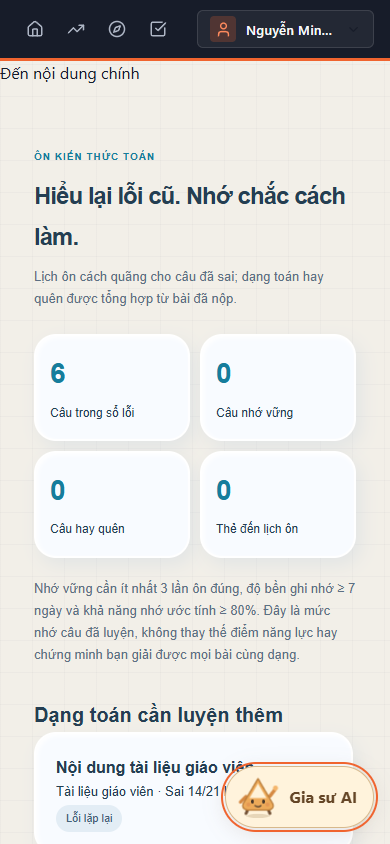 Nguyễn Min...
Đến nội dung chính
ÔN KIẾN THỨC TOÁN
Hiểu lại lỗi cũ. Nhớ chắc cách
làm.
Lịch ôn cách quãng cho câu đã sai; dạng toán hay
quên được tổng hợp từ bài đã nộp.
6
Câu trong sổ lỗi
0
Câu nhớ vững
0
Câu hay quên
0
Thẻ đến lịch ôn
Nhớ vững cần ít nhất 3 lần ôn đúng, độ bền ghi nhớ ≥ 7
ngày và khả năng nhớ ước tính ≥ 80%. Đây là mức
nhớ câu đã luyện, không thay thế điểm năng lực hay
chứng minh bạn giải được mọi bài cùng dạng.
Dạng toán cần luyện thêm
Nội dung tài liệu giáo viên
Tài liệu giáo viên · Sai 14/21
Lỗi lặp lại
Gia sư AI